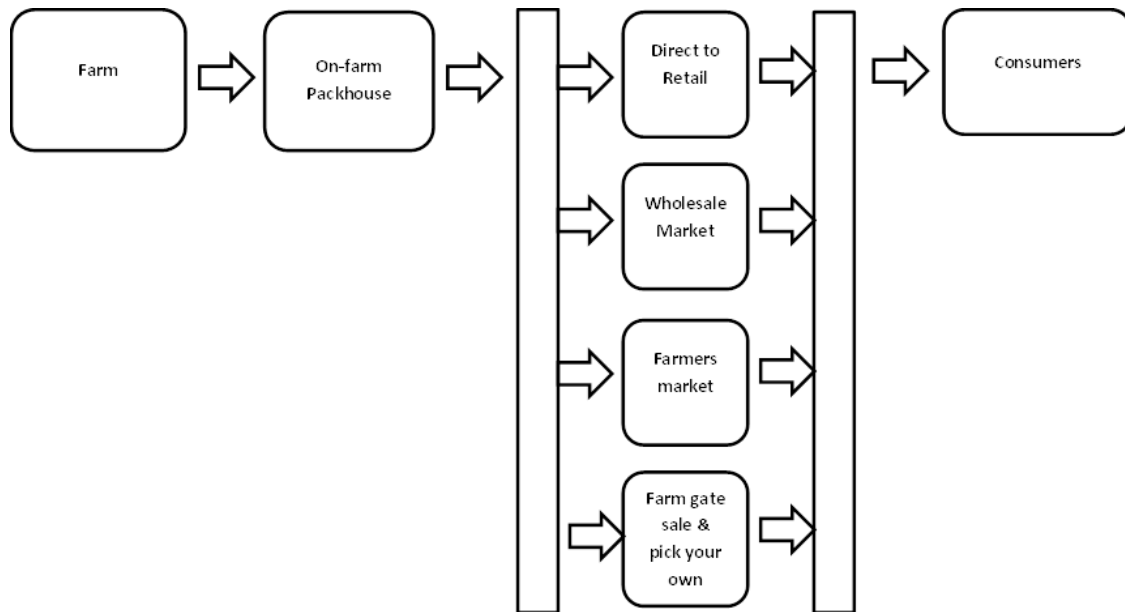 Farm
On-farm
Packhouse
Direct to
Retail
Consumers
Wholesale
Market
Farmers
market
Farm gate
sale &
pick your
own